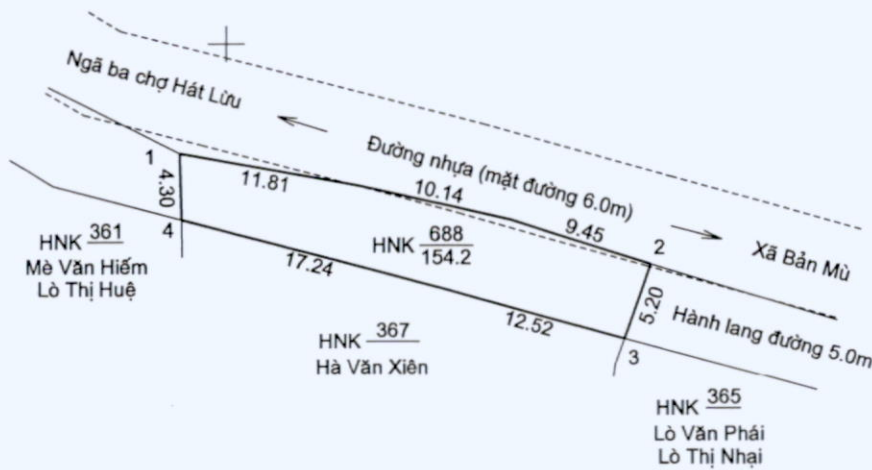 Ngã ba chợ Hát Lừu
Đường nhựa (mặt đường 6.0m)
Xã Bản Mù
1
11.81
10.14
9.45
2
4.30
4
HNK 361
Mè Văn Hiếm
Lò Thị Huệ
HNK 688
154.2
17.24
12.52
5.20
3
Hành lang đường 5.0m
HNK 367
Hà Văn Xiên
HNK 365
Lò Văn Phái
Lò Thị Nhại